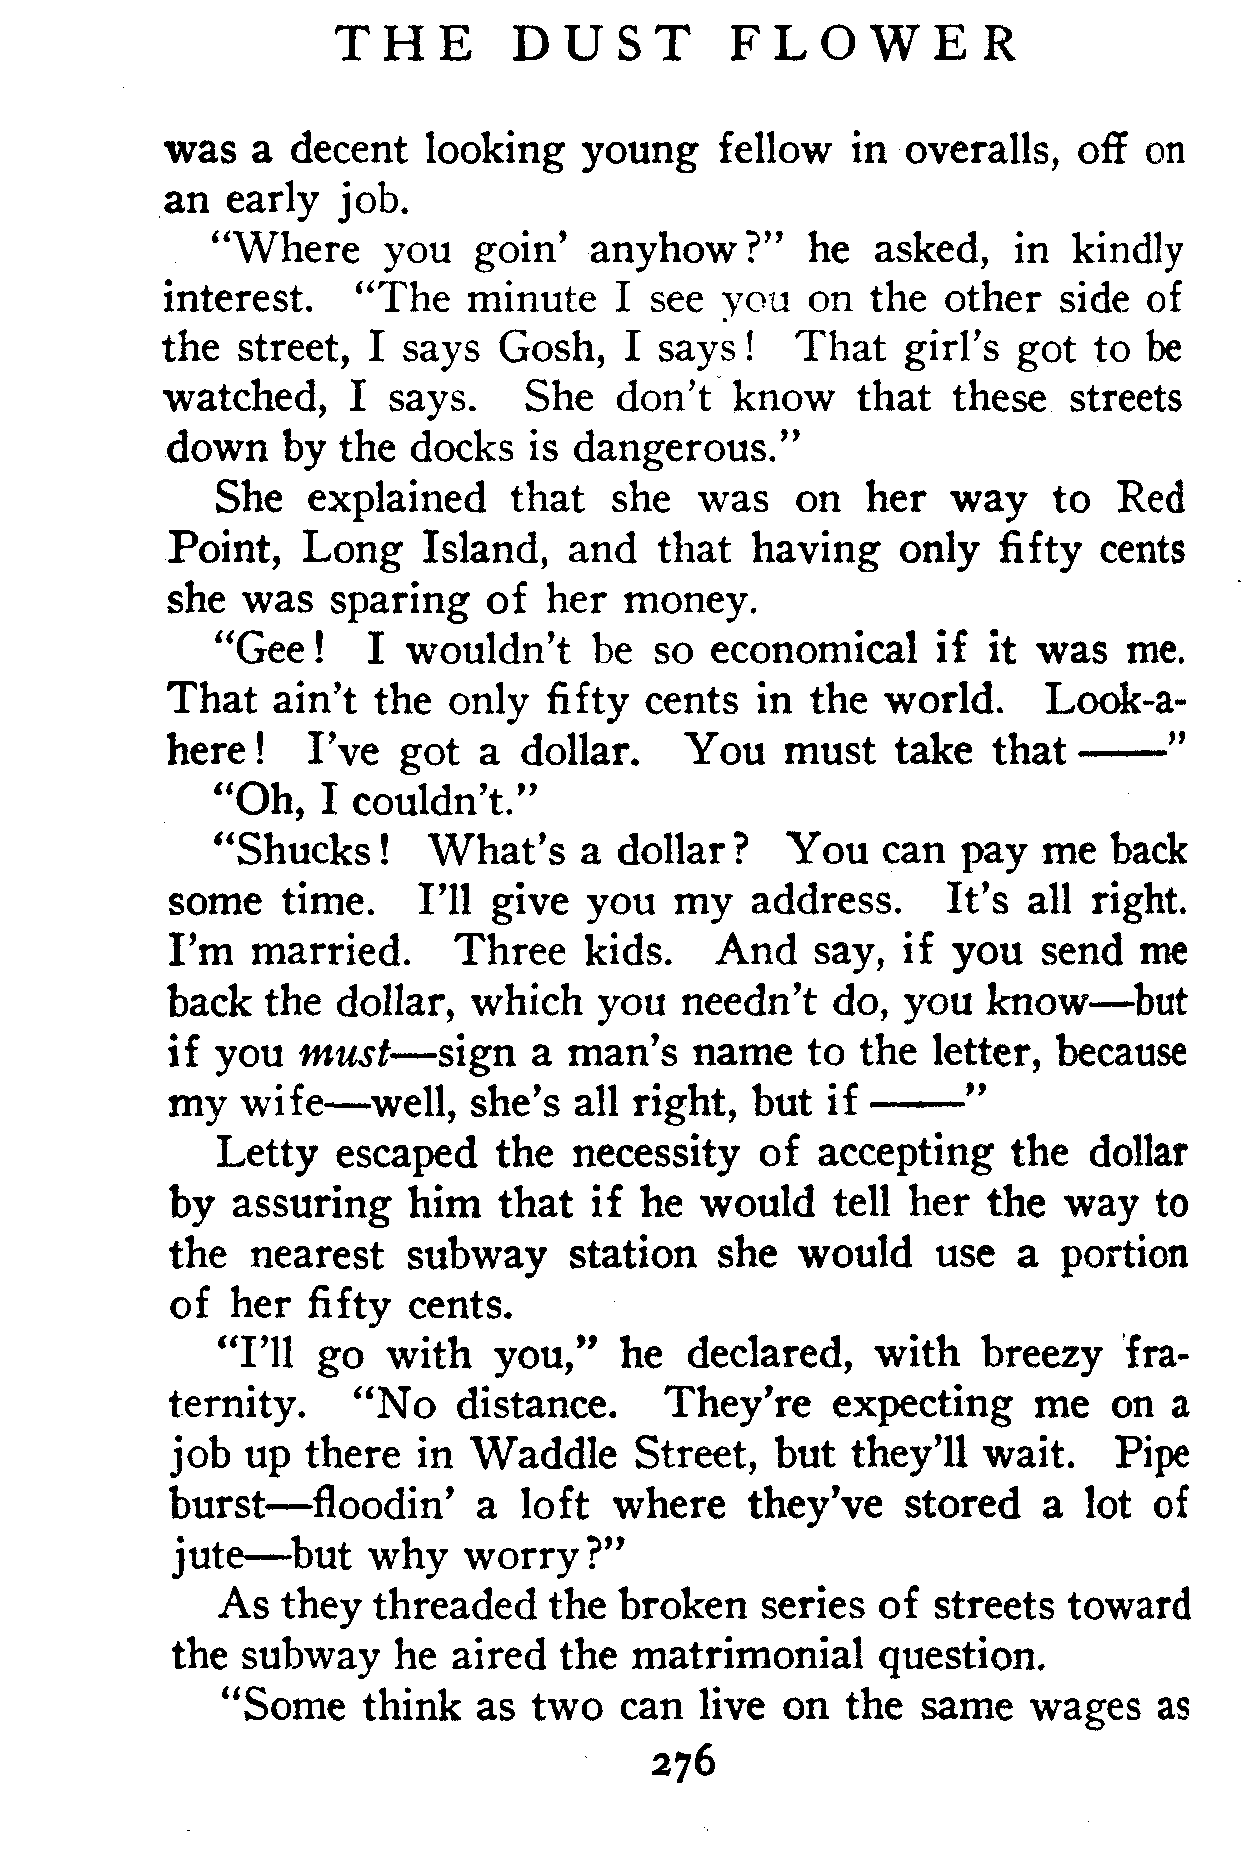 THE DUST FLOWER
was a decent looking young fellow in overalls, off on
an early job.
"Where you goin' anyhow?" he asked, in kindly
interest. "The minute I see you on the other side of
the street, I says Gosh, I says! That girl's got to be
watched, I says. She don't know that these streets
down by the docks is dangerous."
She explained that she was on her way to Red
Point, Long Island, and that having only fifty cents
she was sparing of her money.
"Gee! I wouldn't be so economical if it was me.
That ain't the only fifty cents in the world. Look-a-
here! I've got a dollar. You must take that ——"
"Oh, I couldn't."
"Shucks! What's a dollar? You can pay me back
some time. I'll give you my address. It's all right.
I'm married. Three kids. And say, if you send me
back the dollar, which you needn't do, you know—but
if you must—sign a man's name to the letter, because
my wife—well, she's all right, but if ——"
Letty escaped the necessity of accepting the dollar
by assuring him that if he would tell her the way to
the nearest subway station she would use a portion
of her fifty cents.
"I'll go with you," he declared, with breezy fra-
ternity. "No distance. They're expecting me on a
job up there in Waddle Street, but they'll wait. Pipe
burst—floodin' a loft where they've stored a lot of
jute—but why worry?"
As they threaded the broken series of streets toward
the subway he aired the matrimonial question.
"Some think as two can live on the same wages as
276